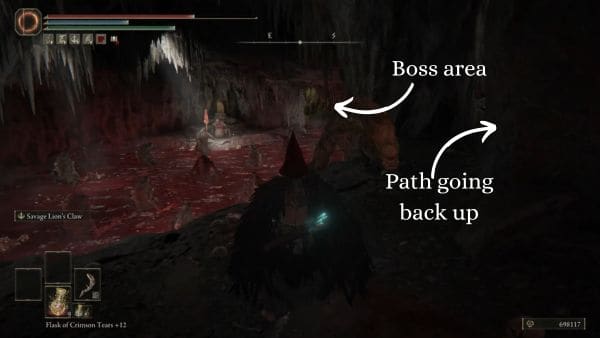 E
S
Boss area
Path going
back up
Savage Lion's Claw
Flask of Crimson Tears +12
698117